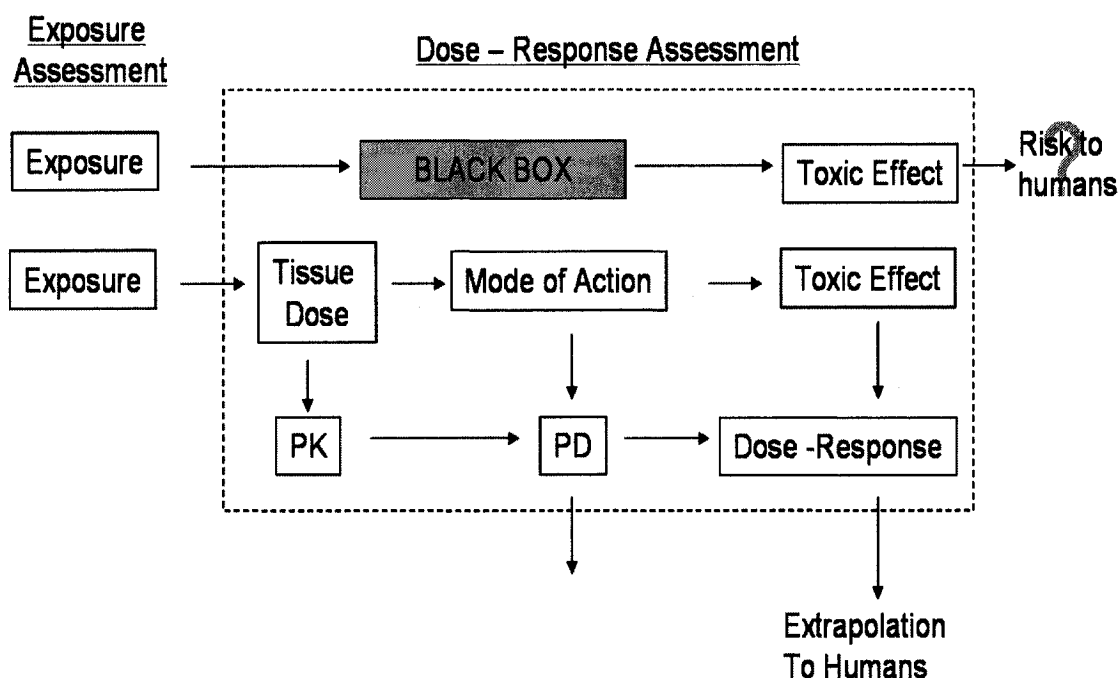 Exposure
Assessment
Dose – Response Assessment
Exposure
BLACK BOX
Toxic Effect
Risk to
humans
?
Exposure
Tissue
Dose
Mode of Action
Toxic Effect
PK
PD
Dose -Response
Extrapolation
To Humans